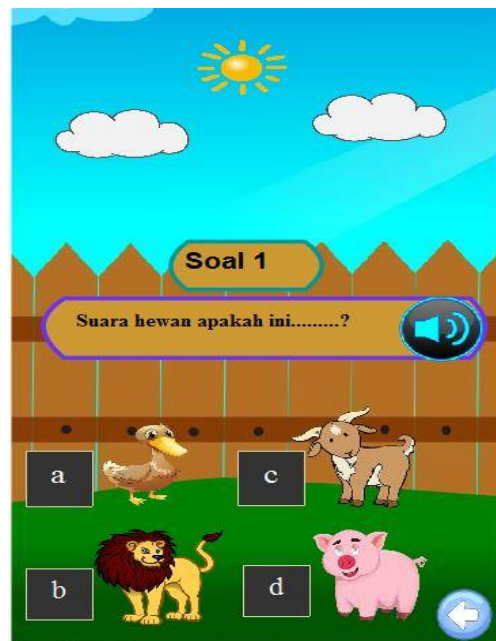 Soal 1
Suara hewan apakah ini.........?
a
c
b
d